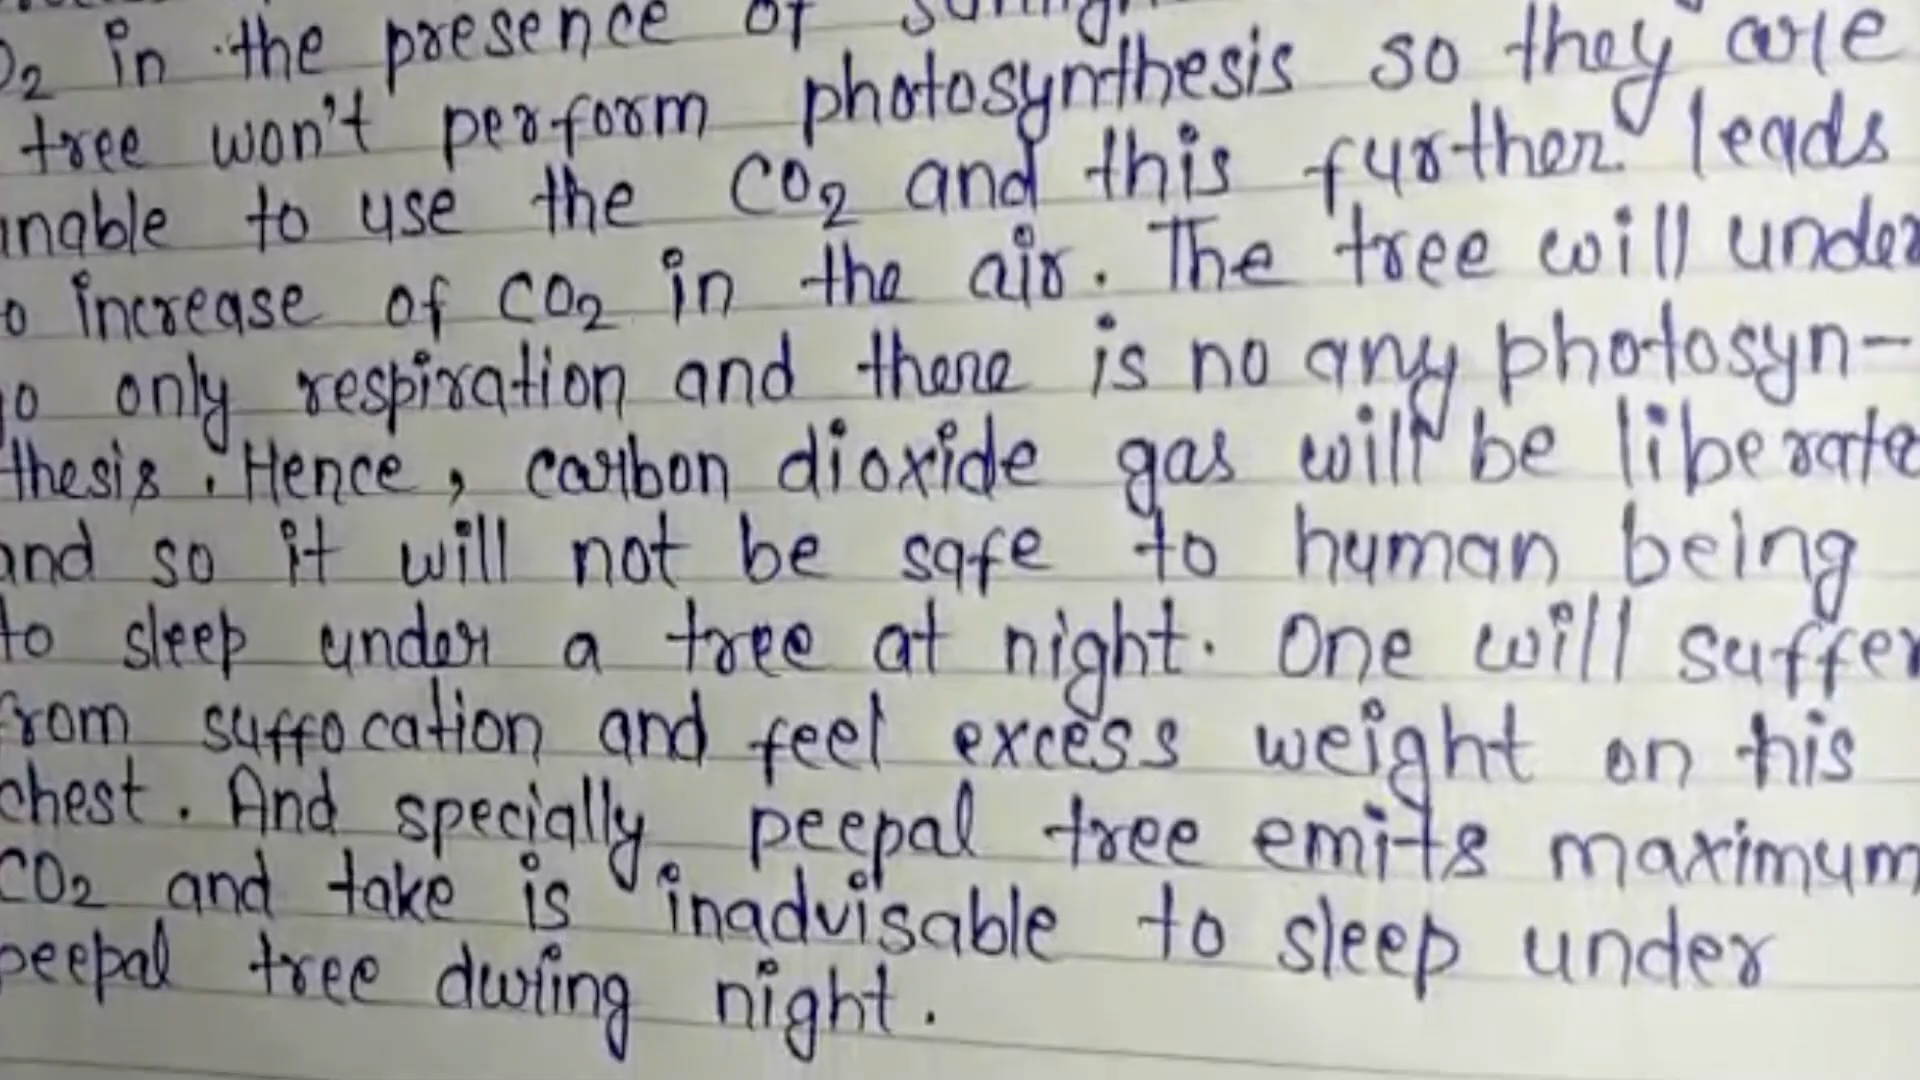 O2 in the presence of
tree won't perform photosynthesis so they are
unable to use the CO2 and this further leads
to increase of CO2 in the air. The tree will under
go only respiration and there is no any photosyn-
thesis. Hence, carbon dioxide gas will be liberate
and so it will not be safe to human being
to sleep under a tree at night. One will suffer
from suffocation and feel excess weight on his
chest. And specially peepal tree emits maximum
CO2 and take is inadvisable to sleep under
peepal tree during night.